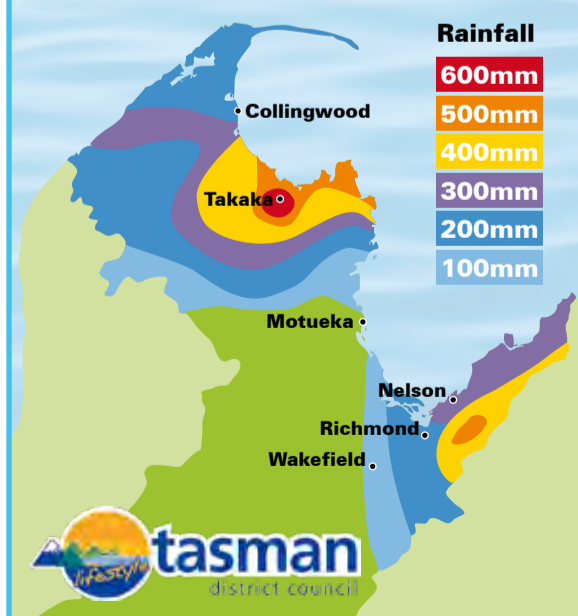 Rainfall
600mm
500mm
400mm
300mm
200mm
100mm
Collingwood
Takaka
Motueka
Nelson
Richmond
Wakefield
lifestyle
tasman
district council